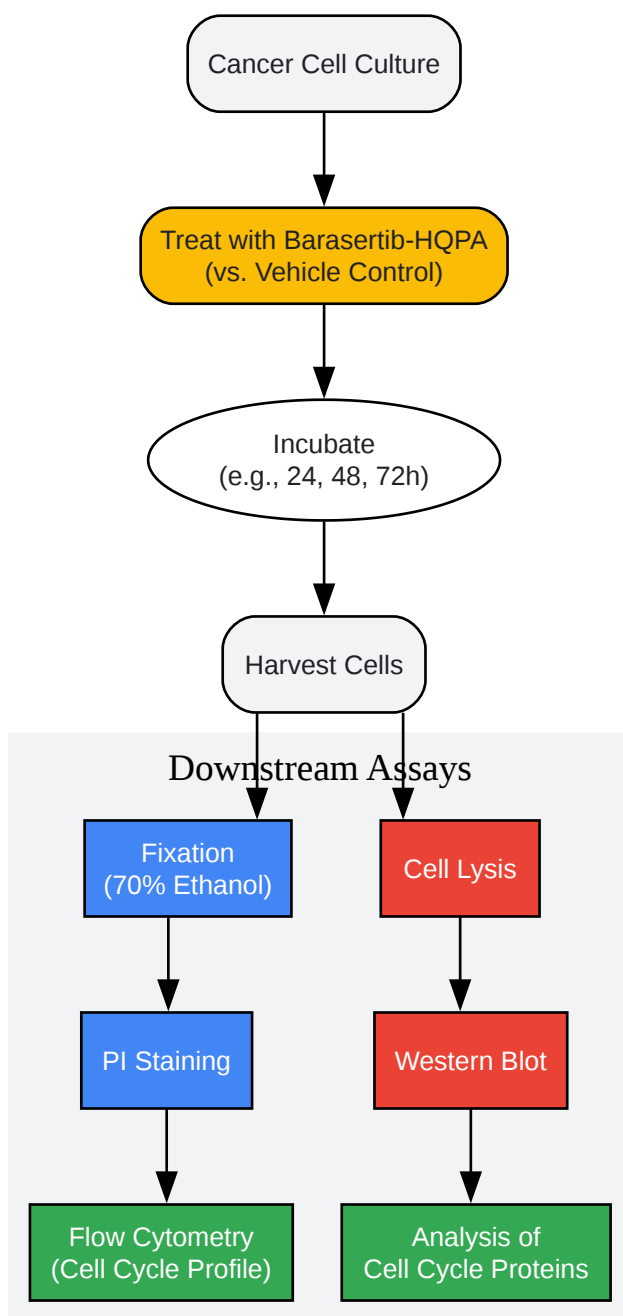 Cancer Cell Culture
Treat with Barasertib-HQPA
(vs. Vehicle Control)
Incubate
(e.g., 24, 48, 72h)
Harvest Cells
Downstream Assays
Fixation
(70% Ethanol)
Cell Lysis
PI Staining
Western Blot
Flow Cytometry
(Cell Cycle Profile)
Analysis of
Cell Cycle Proteins